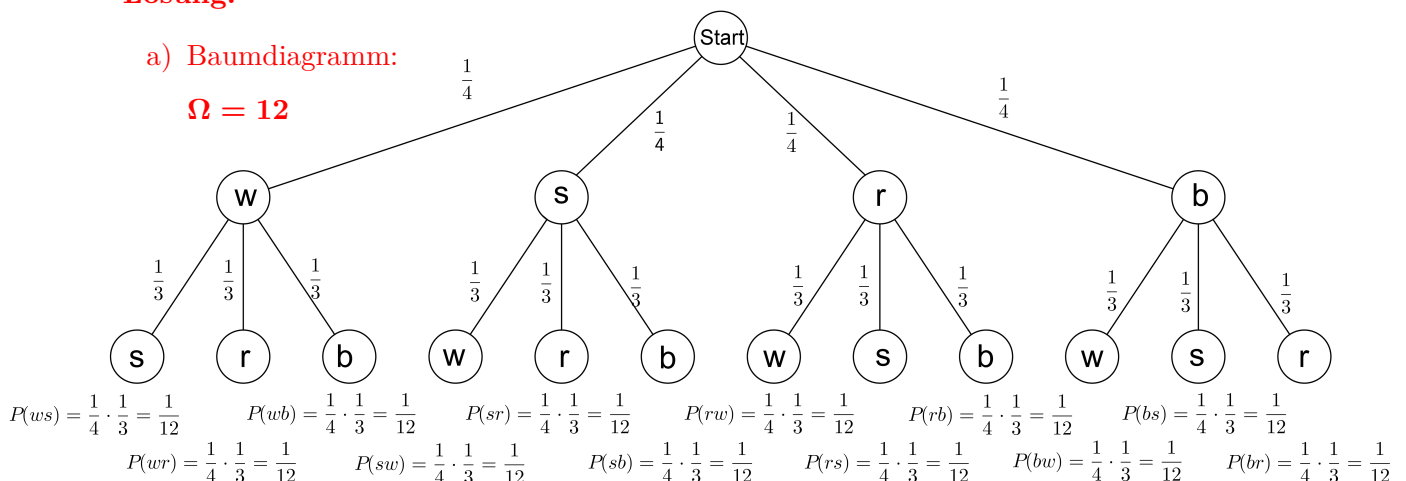 Lösung:
Start
a) Baumdiagramm:
Ω = 12
1/4 1/4 1/4 1/4
w s r b
1/3 1/3 1/3 1/3 1/3 1/3 1/3 1/3 1/3 1/3 1/3 1/3
s r b w r b w s b w s r
P(ws) = 1/4 · 1/3 = 1/12 P(wb) = 1/4 · 1/3 = 1/12 P(sr) = 1/4 · 1/3 = 1/12 P(rw) = 1/4 · 1/3 = 1/12 P(rb) = 1/4 · 1/3 = 1/12 P(bs) = 1/4 · 1/3 = 1/12
P(wr) = 1/4 · 1/3 = 1/12 P(sw) = 1/4 · 1/3 = 1/12 P(sb) = 1/4 · 1/3 = 1/12 P(rs) = 1/4 · 1/3 = 1/12 P(bw) = 1/4 · 1/3 = 1/12 P(br) = 1/4 · 1/3 = 1/12